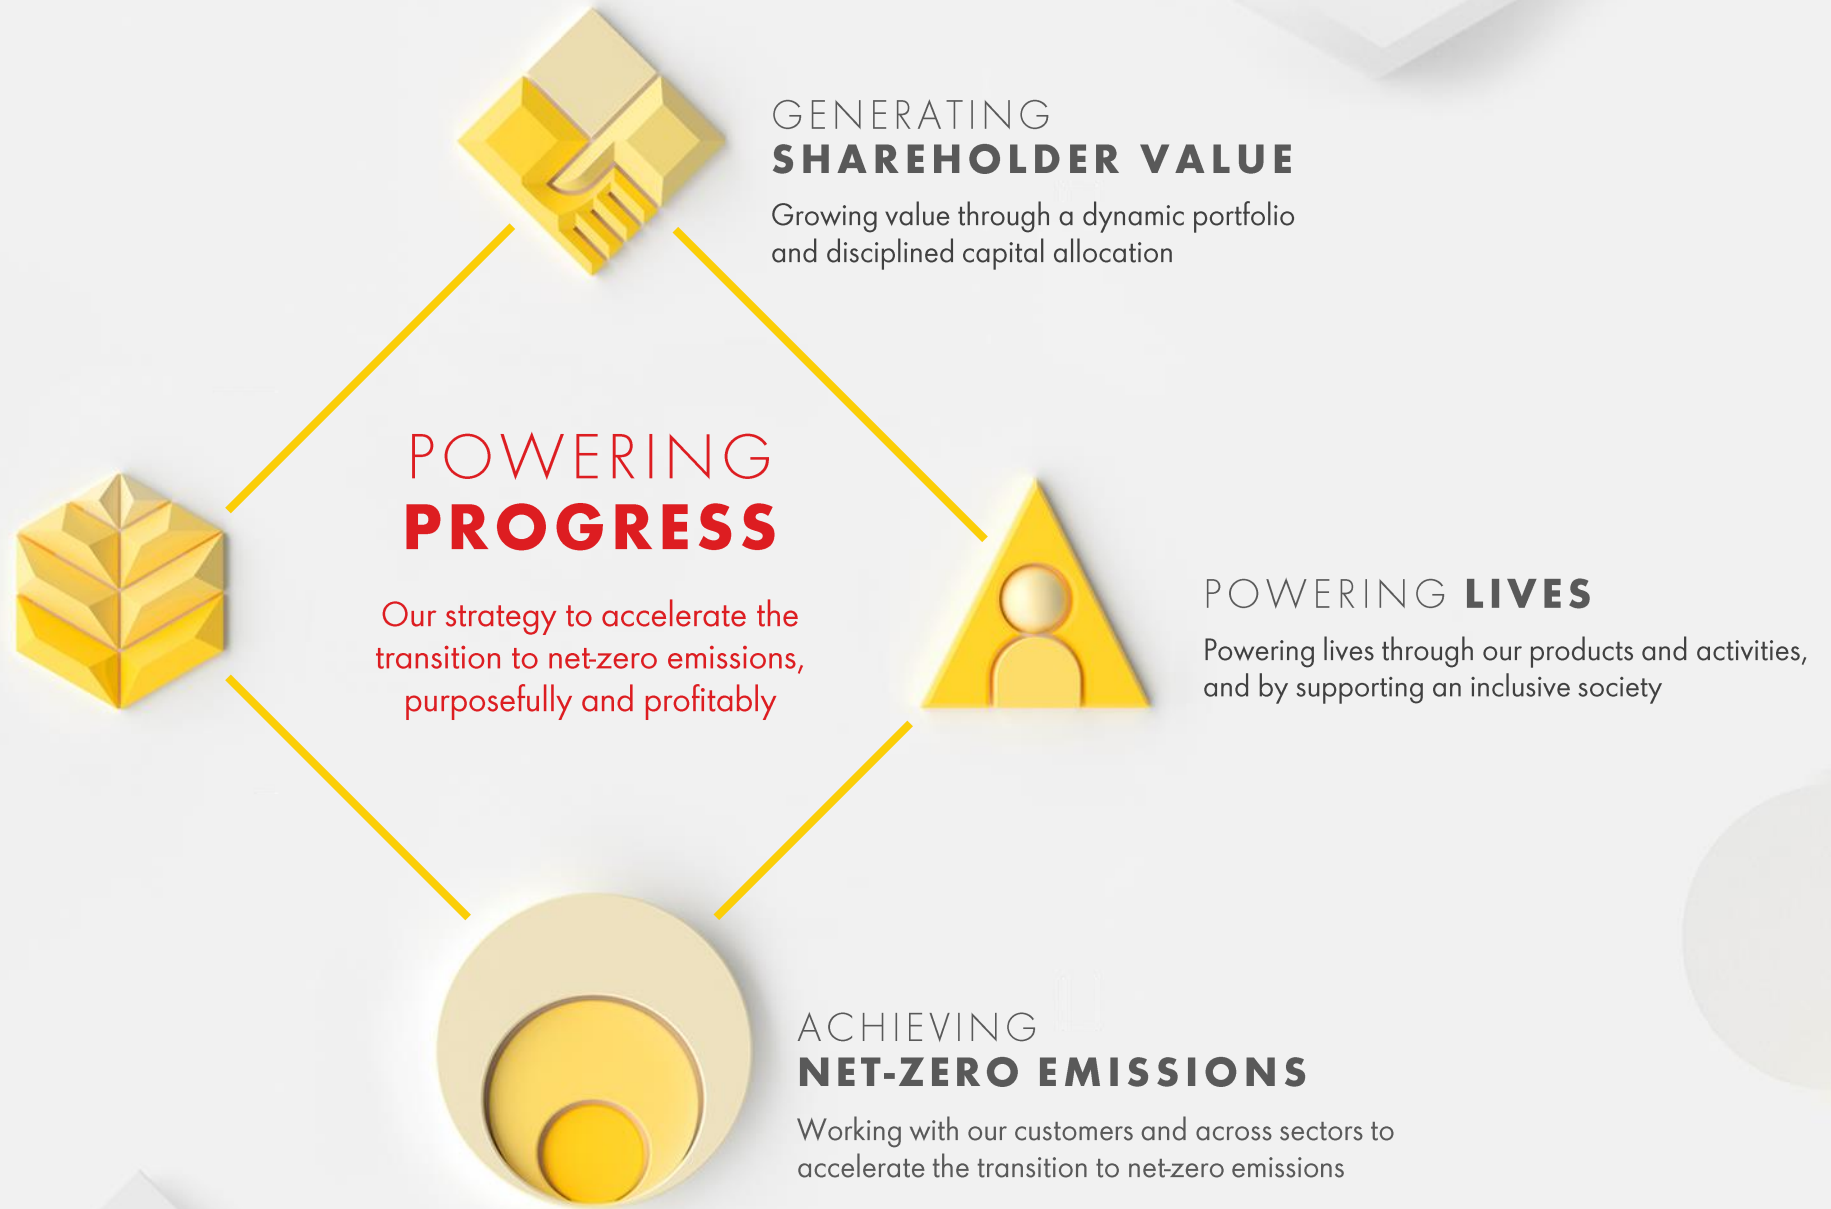 GENERATING
SHAREHOLDER VALUE
Growing value through a dynamic portfolio
and disciplined capital allocation
POWERING
PROGRESS
Our strategy to accelerate the
transition to net-zero emissions,
purposefully and profitably
POWERING LIVES
Powering lives through our products and activities,
and by supporting an inclusive society
ACHIEVING
NET-ZERO EMISSIONS
Working with our customers and across sectors to
accelerate the transition to net-zero emissions